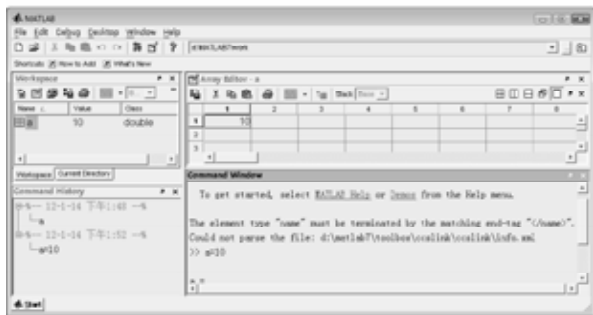 MATLAB
File Edit Debug Desktop Window Help
d:\MATLAB7\work
Shortcuts How to Add What's New
Workspace
Name Value Class
a 10 double
Workspace Current Directory
Command History
%-- 12-1-14 下午1:48 --%
a
%-- 12-1-14 下午1:52 --%
a=10
Array Editor - a
Stack:
1 2 3 4 5 6 7 8
1 10
2
3
Command Window
To get started, select MATLAB Help or Demos from the Help menu.
The element type "name" must be terminated by the matching end-tag "</name>".
Could not parse the file: d:\matlab7\toolbox\ccslink\ccslink\info.xml
>> a=10
a =
Start